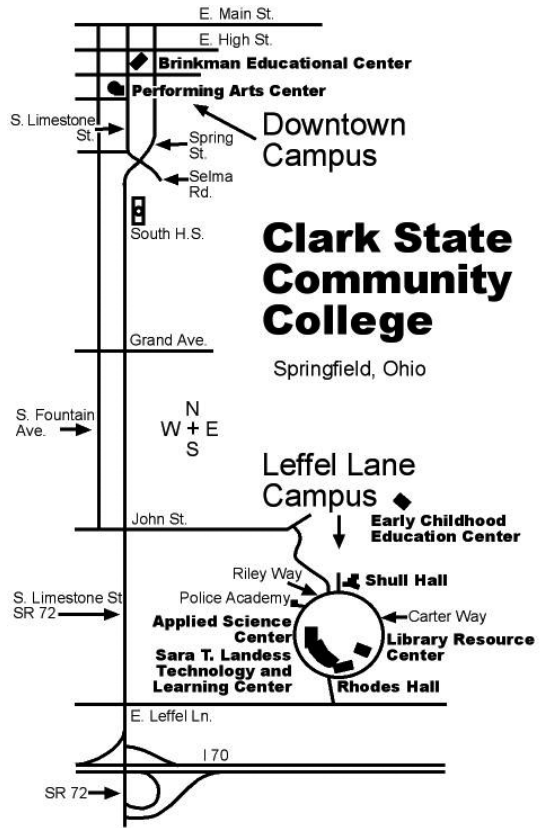 E. Main St.
E. High St.
Brinkman Educational Center
Performing Arts Center
S. Limestone
St.
Downtown
Campus
Spring
St.
Selma
Rd.
South H.S.
Clark State
Community
College
Springfield, Ohio
Grand Ave.
S. Fountain
Ave.
N
W + E
S
Leffel Lane
Campus
Early Childhood
Education Center
John St.
Riley Way
Shull Hall
Police Academy
S. Limestone St
SR 72
Carter Way
Applied Science
Center
Library Resource
Center
Sara T. Landess
Technology and
Learning Center
Rhodes Hall
E. Leffel Ln.
I 70
SR 72